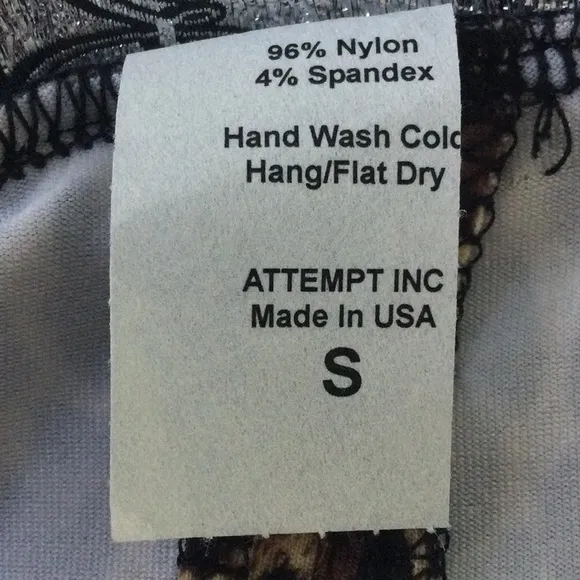 96% Nylon
4% Spandex
Hand Wash Cold
Hang/Flat Dry
ATTEMPT INC
Made In USA
S